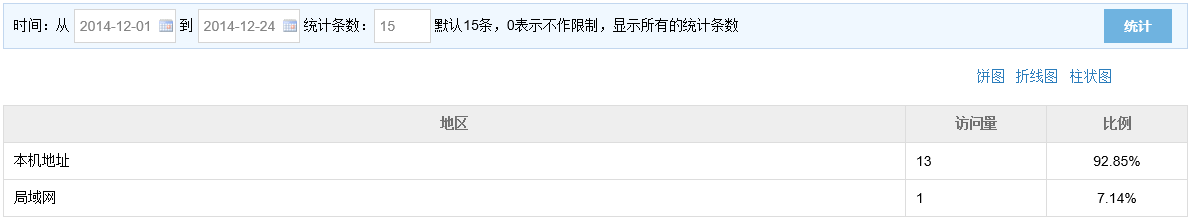 时间：从 2014-12-01 到 2014-12-24 统计条数：15 默认15条，0表示不作限制，显示所有的统计条数 统计
饼图 折线图 柱状图
地区 访问量 比例
本机地址 13 92.85%
局域网 1 7.14%